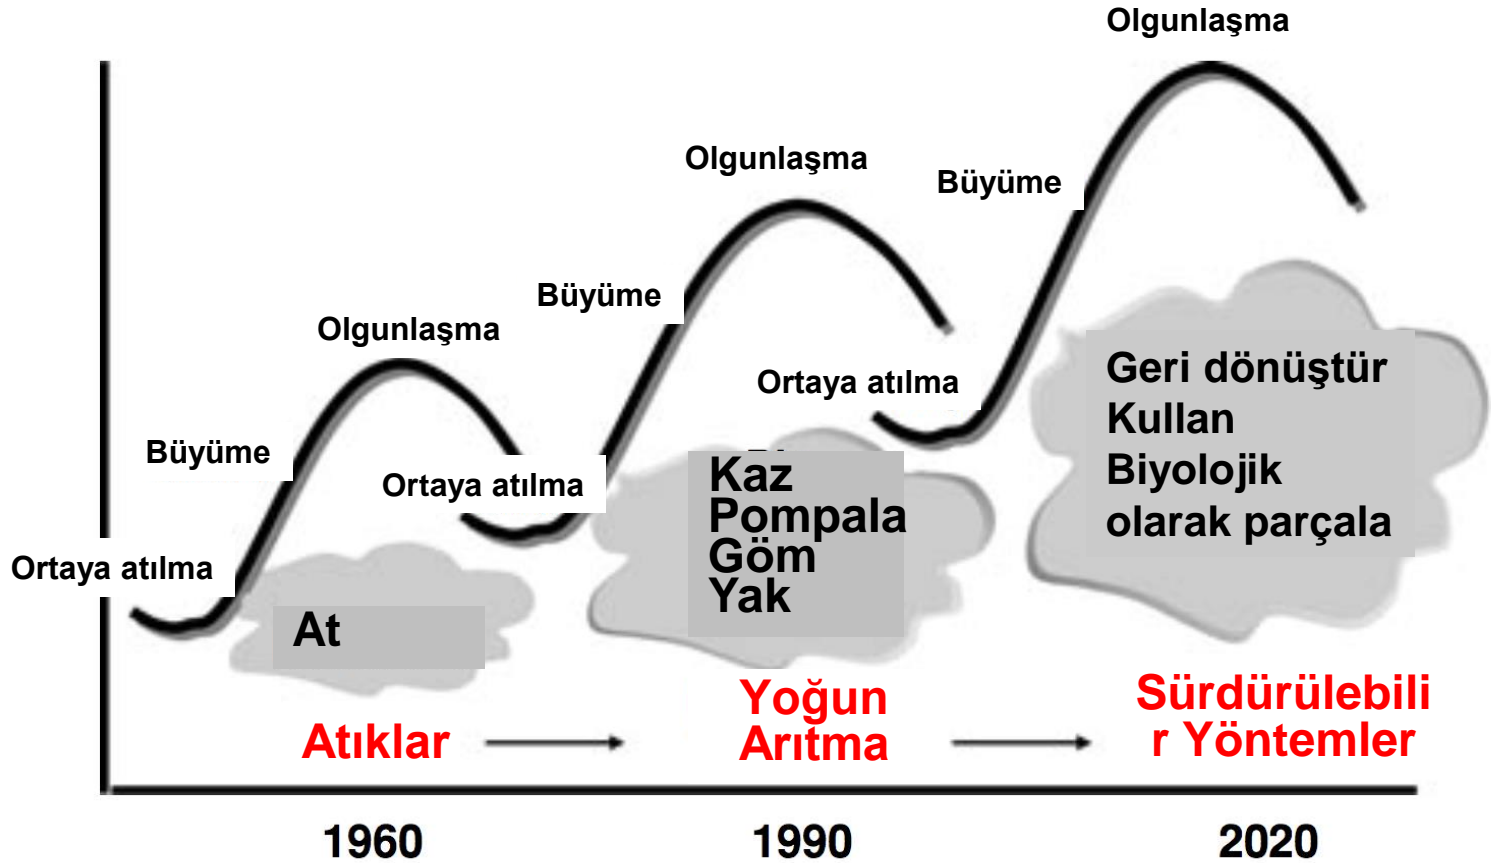 Olgunlaşma
Olgunlaşma
Büyüme
Büyüme
Olgunlaşma
Ortaya atılma
Büyüme
Ortaya atılma
Ortaya atılma
At
Kaz
Pompala
Göm
Yak
Geri dönüştür
Kullan
Biyolojik
olarak parçala
Atıklar
Yoğun
Arıtma
Sürdürülebili
r Yöntemler
1960
1990
2020